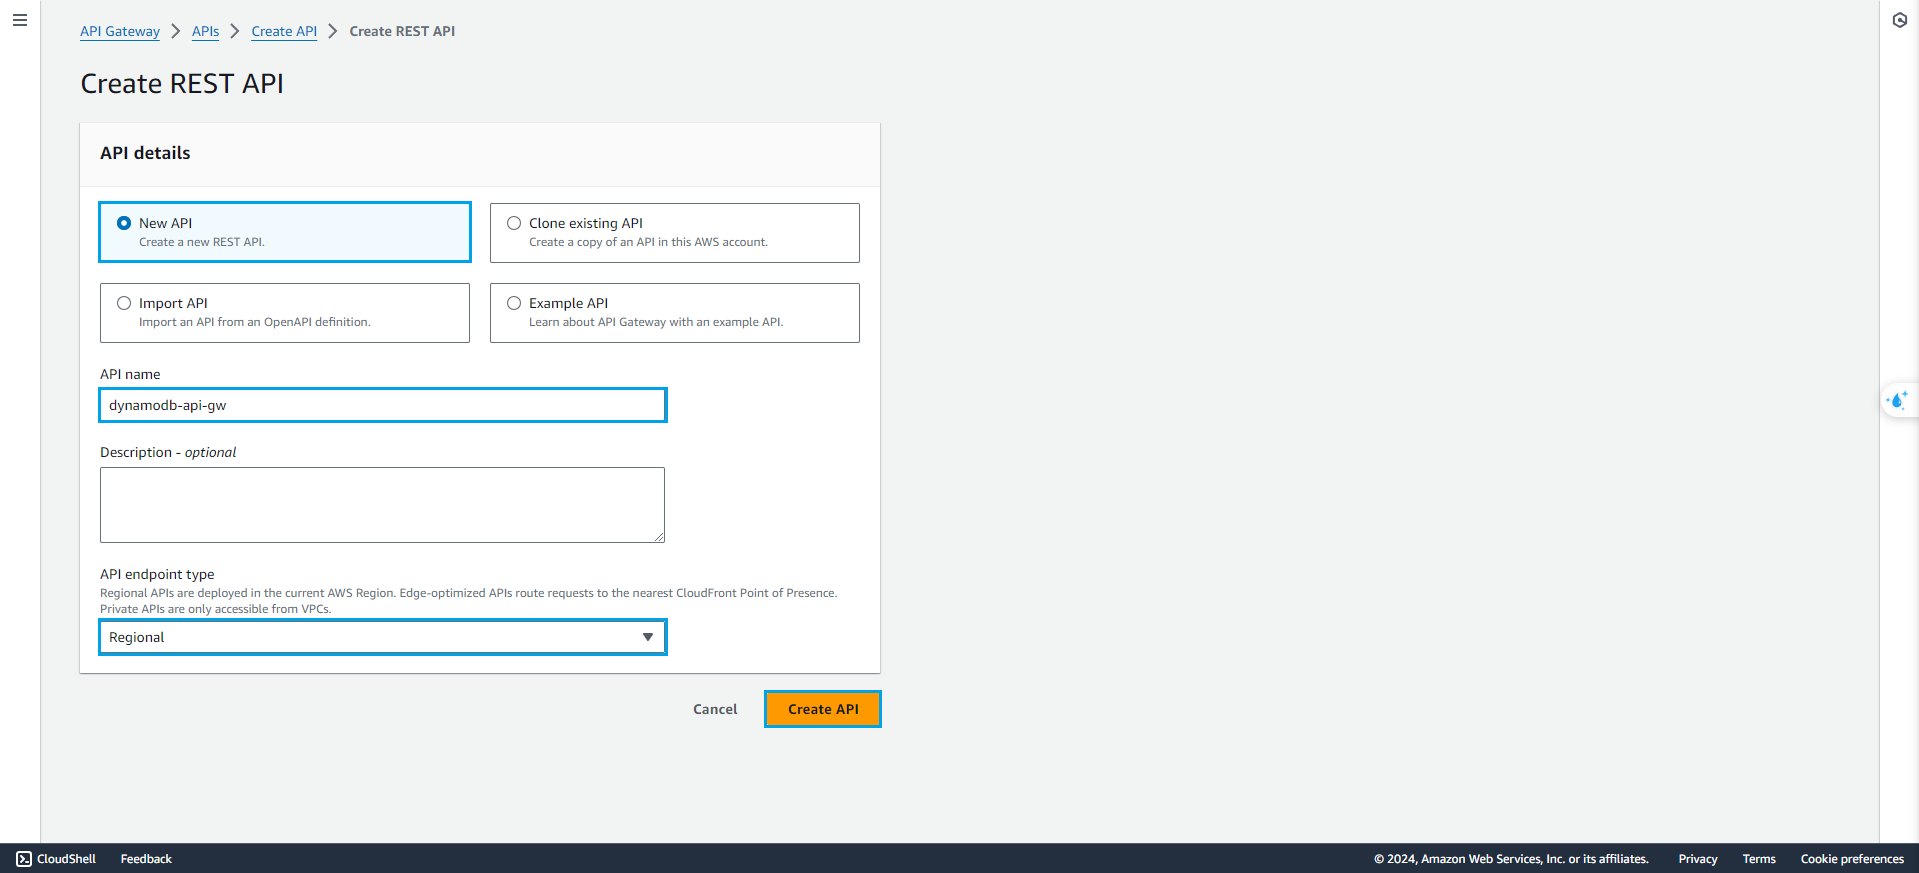 API Gateway > APIs > Create API > Create REST API
Create REST API
API details
New API
Create a new REST API.
Clone existing API
Create a copy of an API in this AWS account.
Import API
Import an API from an OpenAPI definition.
Example API
Learn about API Gateway with an example API.
API name
dynamodb-api-gw
Description - optional
API endpoint type
Regional APIs are deployed in the current AWS Region. Edge-optimized APIs route requests to the nearest CloudFront Point of Presence.
Private APIs are only accessible from VPCs.
Regional
Cancel
Create API
CloudShell
Feedback
© 2024, Amazon Web Services, Inc. or its affiliates.
Privacy
Terms
Cookie preferences